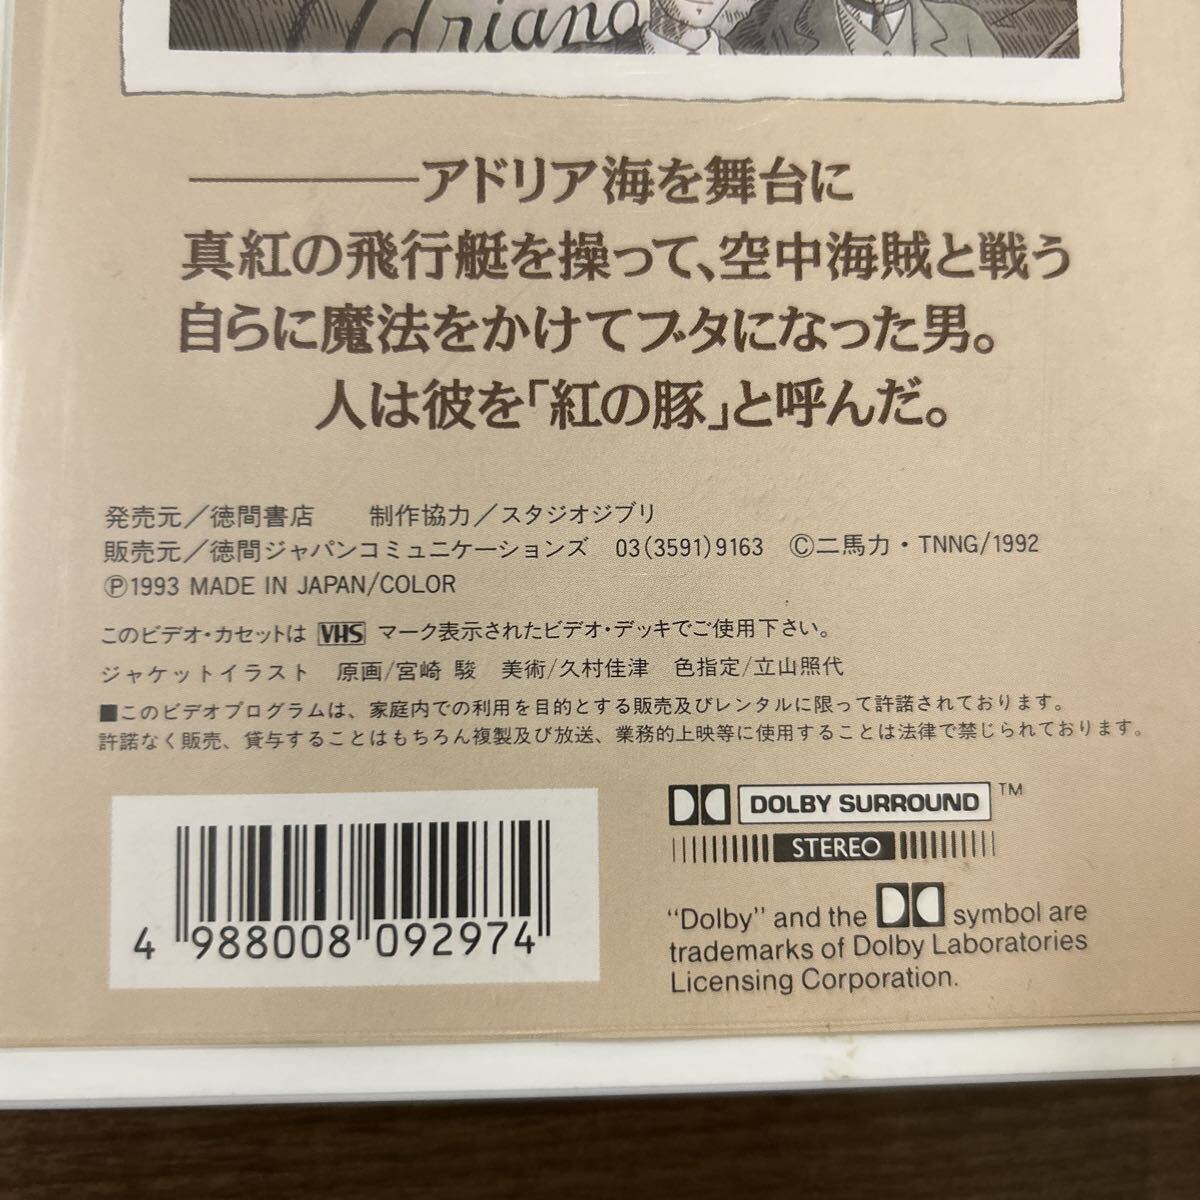 Adriano
――――アドリア海を舞台に
真紅の飛行艇を操って、空中海賊と戦う
自らに魔法をかけてブタになった男。
人は彼を「紅の豚」と呼んだ。
発売元／徳間書店　制作協力／スタジオジブリ
販売元／徳間ジャパンコミュニケーションズ　03(3591)9163　Ⓒ二馬力・TNNG/1992
Ⓟ1993 MADE IN JAPAN/COLOR
このビデオ・カセットは VHS マーク表示されたビデオ・デッキでご使用下さい。
ジャケットイラスト　原画/宮崎 駿　美術/久村佳津　色指定/立山照代
■このビデオプログラムは、家庭内での利用を目的とする販売及びレンタルに限って許諾されております。
許諾なく販売、貸与することはもちろん複製及び放送、業務的上映等に使用することは法律で禁じられております。
4 988008 092974
DOLBY SURROUND TM
STEREO
"Dolby" and the symbol are
trademarks of Dolby Laboratories
Licensing Corporation.